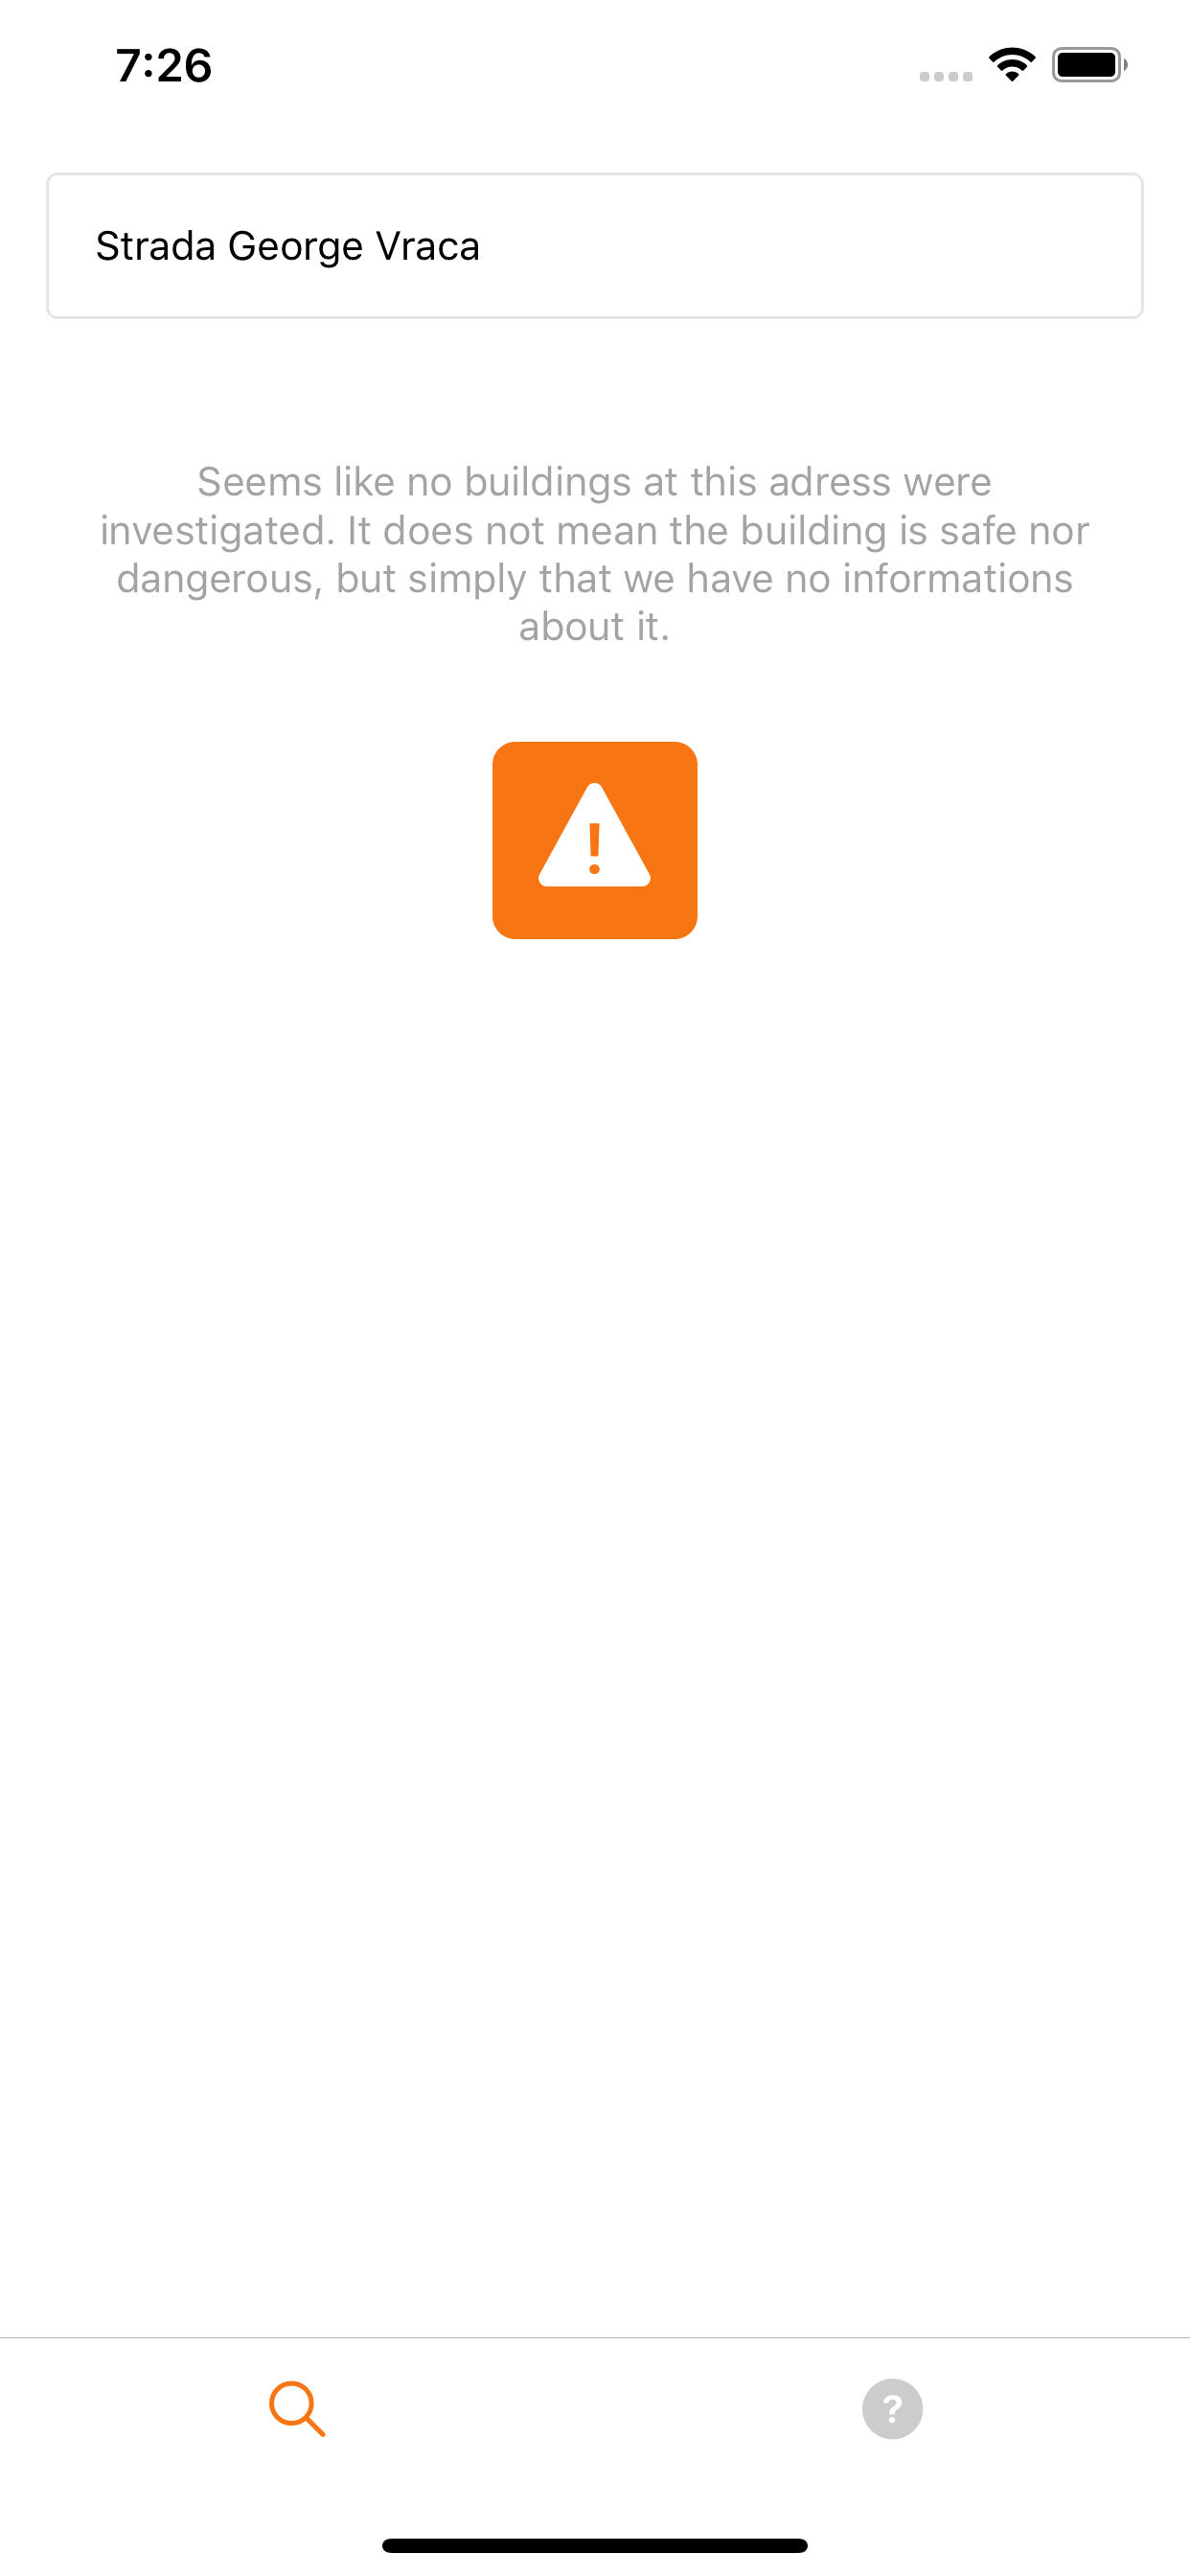 7:26
Strada George Vraca
Seems like no buildings at this adress were
investigated. It does not mean the building is safe nor
dangerous, but simply that we have no informations
about it.
!
?